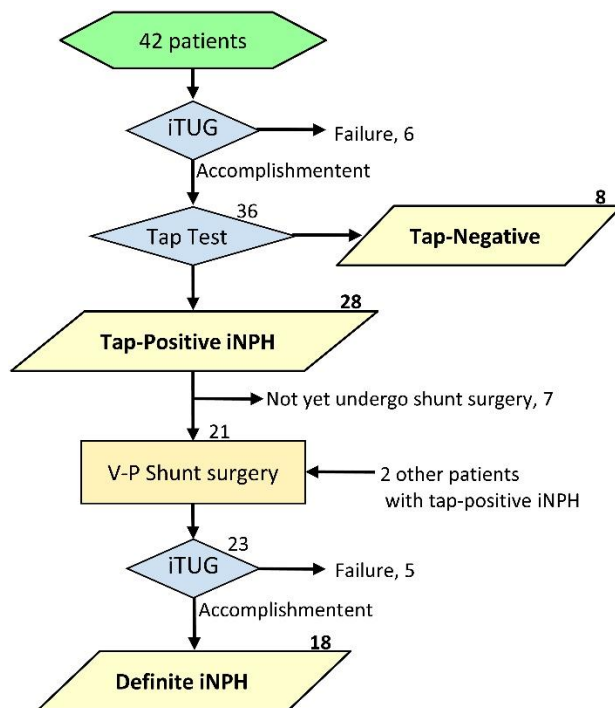 42 patients
iTUG
Failure, 6
Accomplishmentent
36
Tap Test
8
Tap-Negative
28
Tap-Positive iNPH
Not yet undergo shunt surgery, 7
21
V-P Shunt surgery
2 other patients
with tap-positive iNPH
23
iTUG
Failure, 5
Accomplishmentent
18
Definite iNPH